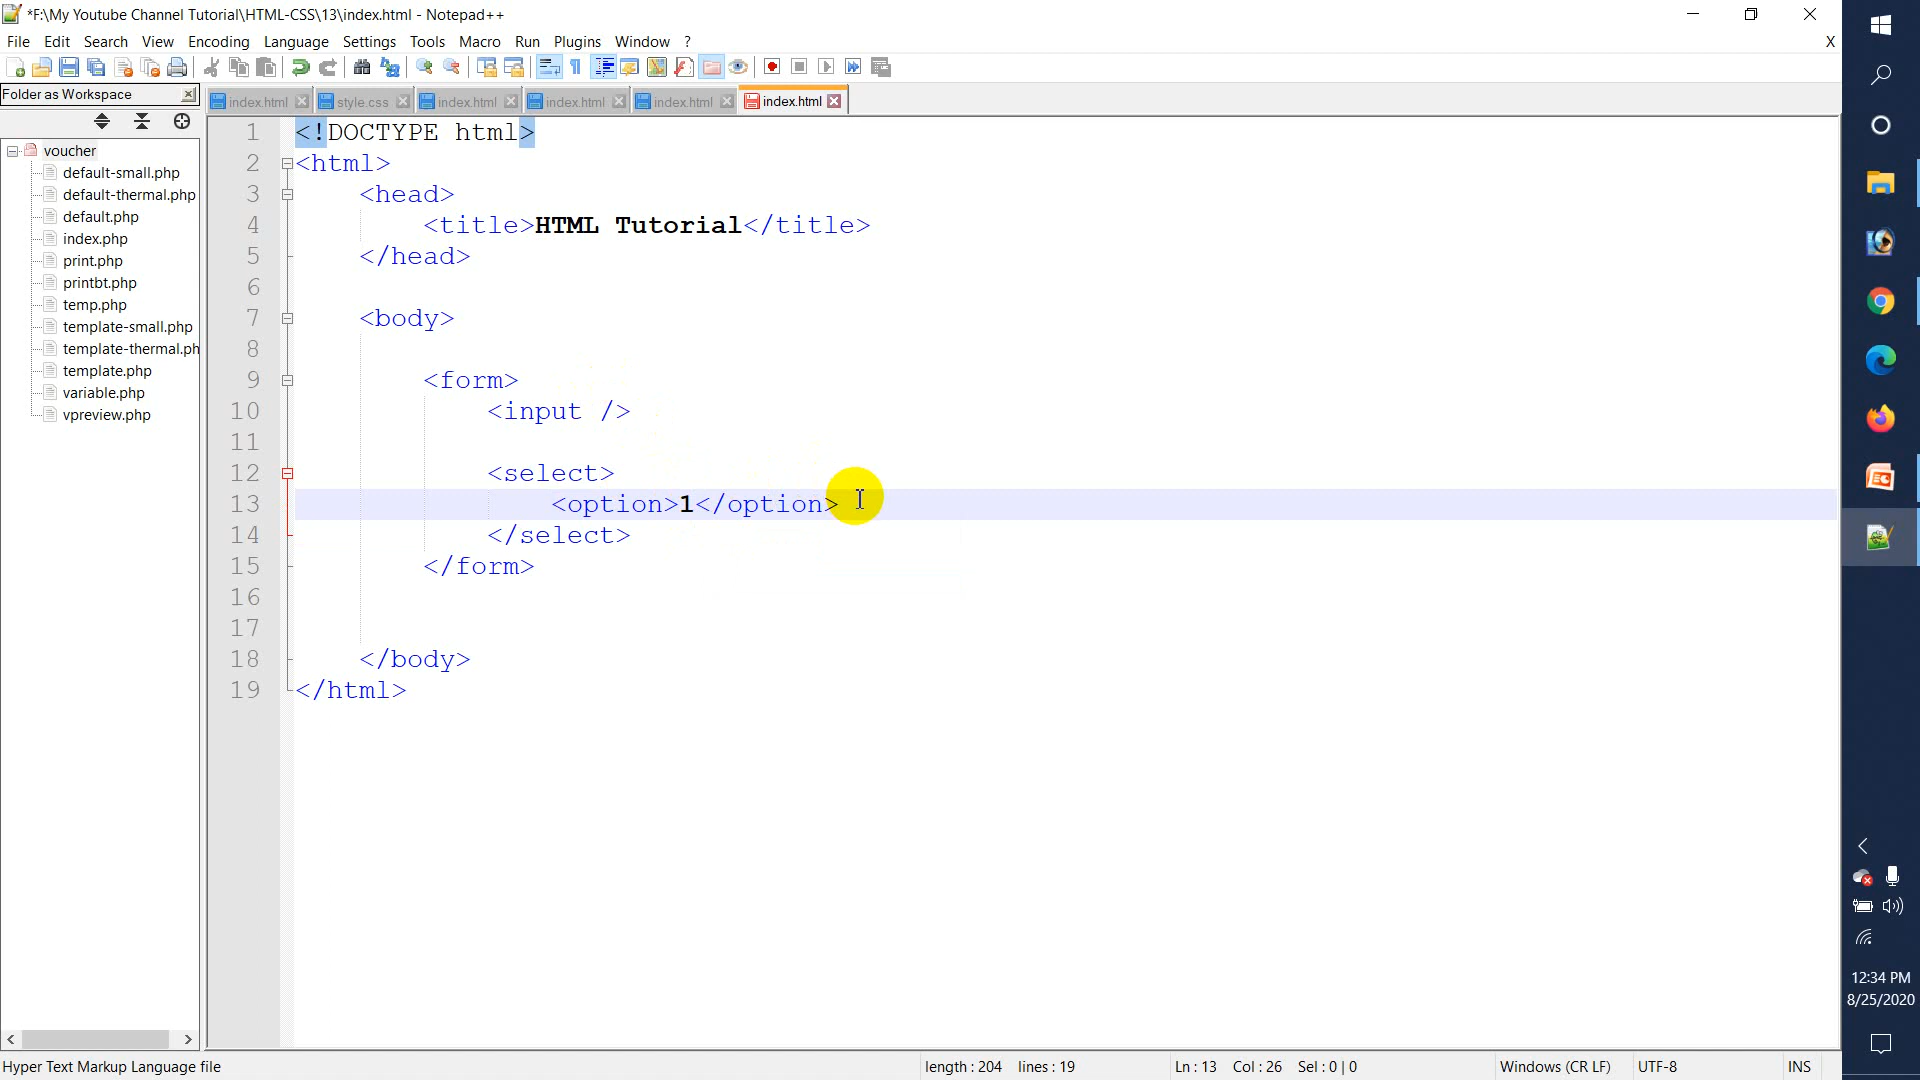 *F:\My Youtube Channel Tutorial\HTML-CSS\13\index.html - Notepad++
File Edit Search View Encoding Language Settings Tools Macro Run Plugins Window ? X
Folder as Workspace
index.html style.css index.html index.html index.html index.html
voucher
default-small.php
default-thermal.php
default.php
index.php
print.php
printbt.php
temp.php
template-small.php
template-thermal.ph
template.php
variable.php
vpreview.php
1 <!DOCTYPE html>
2 <html>
3 <head>
4 <title>HTML Tutorial</title>
5 </head>
6
7 <body>
8
9 <form>
10 <input />
11
12 <select>
13 <option>1</option>
14 </select>
15 </form>
16
17
18 </body>
19 </html>
12:34 PM
8/25/2020
Hyper Text Markup Language file length : 204 lines : 19 Ln : 13 Col : 26 Sel : 0 | 0 Windows (CR LF) UTF-8 INS